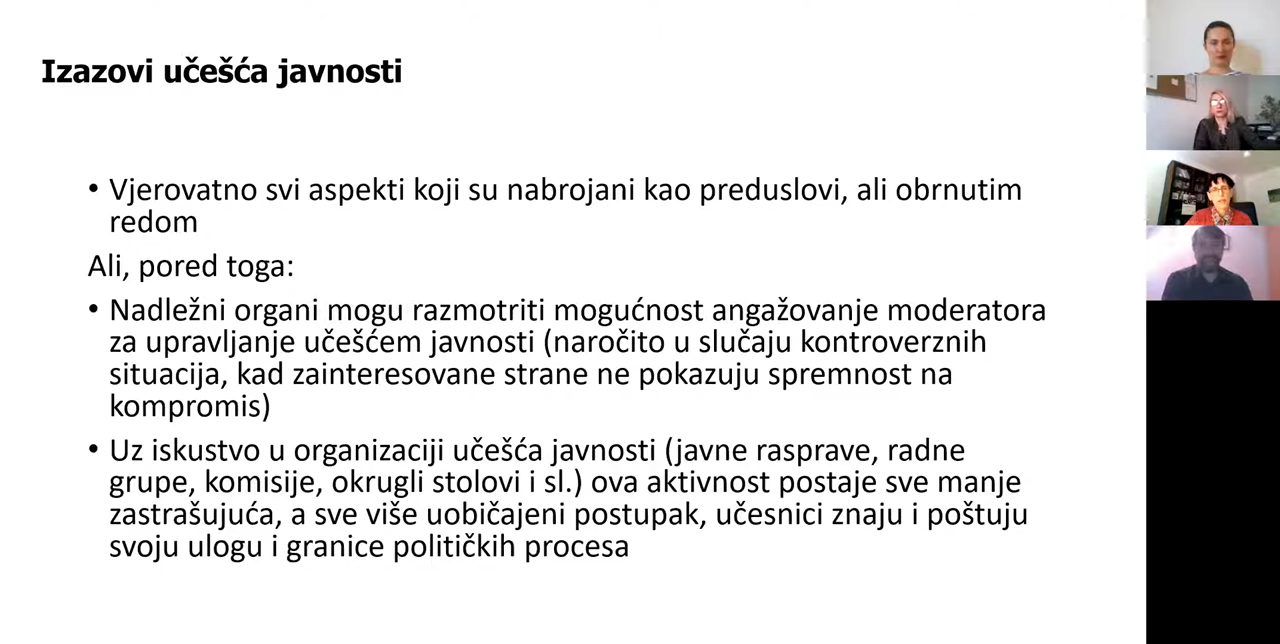 Izazovi učešća javnosti
• Vjerovatno svi aspekti koji su nabrojani kao preduslovi, ali obrnutim
redom
Ali, pored toga:
• Nadležni organi mogu razmotriti mogućnost angažovanje moderatora
za upravljanje učešćem javnosti (naročito u slučaju kontroverznih
situacija, kad zainteresovane strane ne pokazuju spremnost na
kompromis)
• Uz iskustvo u organizaciji učešća javnosti (javne rasprave, radne
grupe, komisije, okrugli stolovi i sl.) ova aktivnost postaje sve manje
zastrašujuća, a sve više uobičajeni postupak, učesnici znaju i poštuju
svoju ulogu i granice političkih procesa